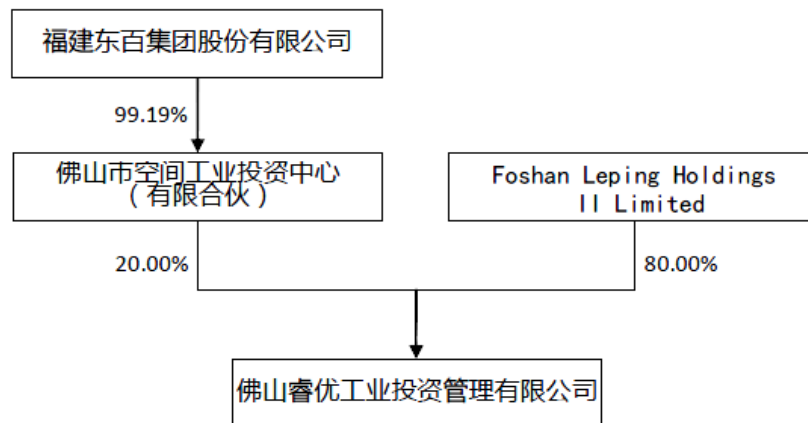 福建东百集团股份有限公司
99.19%
佛山市空间工业投资中心
（有限合伙）
Foshan Leping Holdings
II Limited
20.00%
80.00%
佛山睿优工业投资管理有限公司